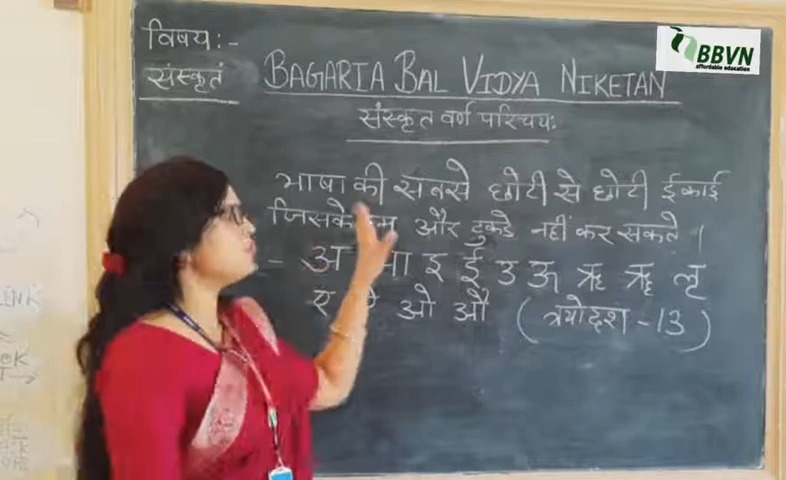 विषय:-
संस्कृतं
BAGARIA BAL VIDYA NIKETAN
BBVN
affordable education
संस्कृत वर्ण परिचय:
भाषा की सबसे छोटी से छोटी ईकाई
जिसके और टुकडे नहीं कर सकते ।
- अ इ ई उ ऊ ऋ ॠ लृ
ए ओ औ ( त्रयोदश - 13 )